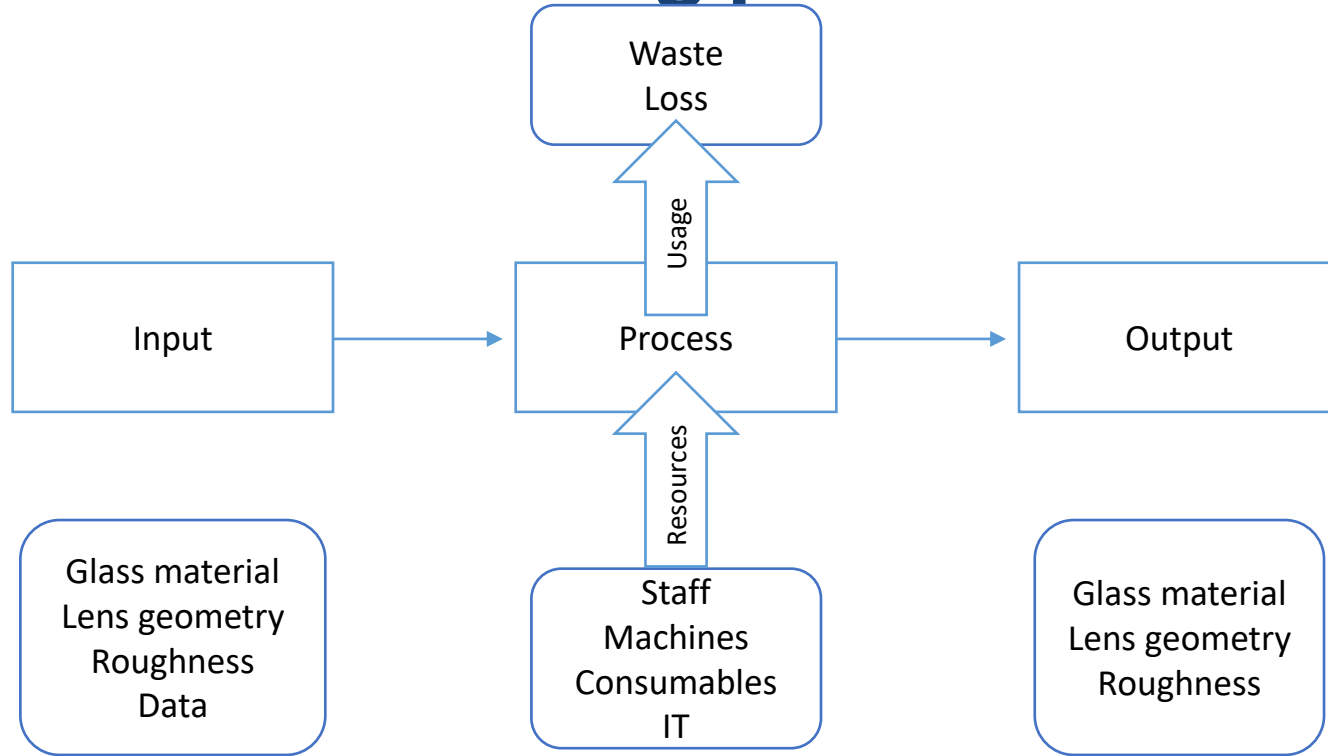 Waste
Loss
Usage
Input
Process
Output
Resources
Glass material
Lens geometry
Roughness
Data
Staff
Machines
Consumables
IT
Glass material
Lens geometry
Roughness